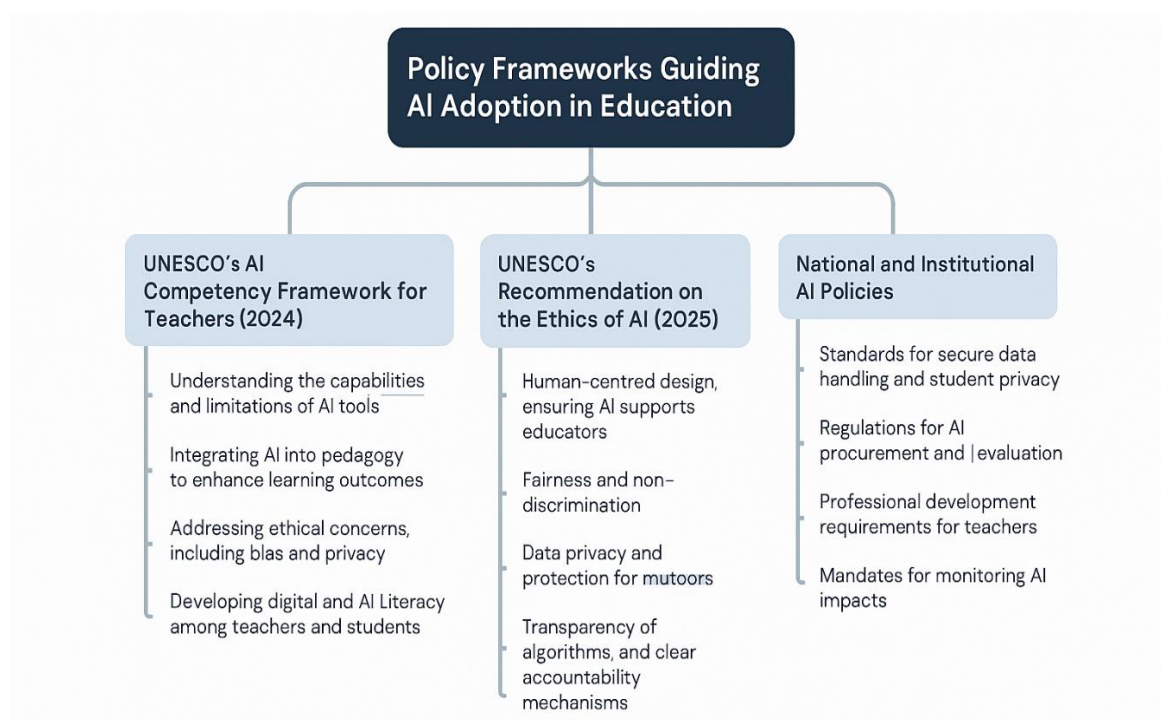 Policy Frameworks Guiding
AI Adoption in Education
UNESCO's AI
Competency Framework for
Teachers (2024)
Understanding the capabilities
and limitations of AI tools
Integrating AI into pedagogy
to enhance learning outcomes
Addressing ethical concerns,
including blas and privacy
Developing digital and AI Literacy
among teachers and students
UNESCO's
Recommendation on
the Ethics of AI (2025)
Human-centred design,
ensuring AI supports
educators
Fairness and non-
discrimination
Data privacy and
protection for mutoors
Transparency of
algorithms, and clear
accountability
mechanisms
National and Institutional
AI Policies
Standards for secure data
handling and student privacy
Regulations for AI
procurement and |evaluation
Professional development
requirements for teachers
Mandates for monitoring AI
impacts